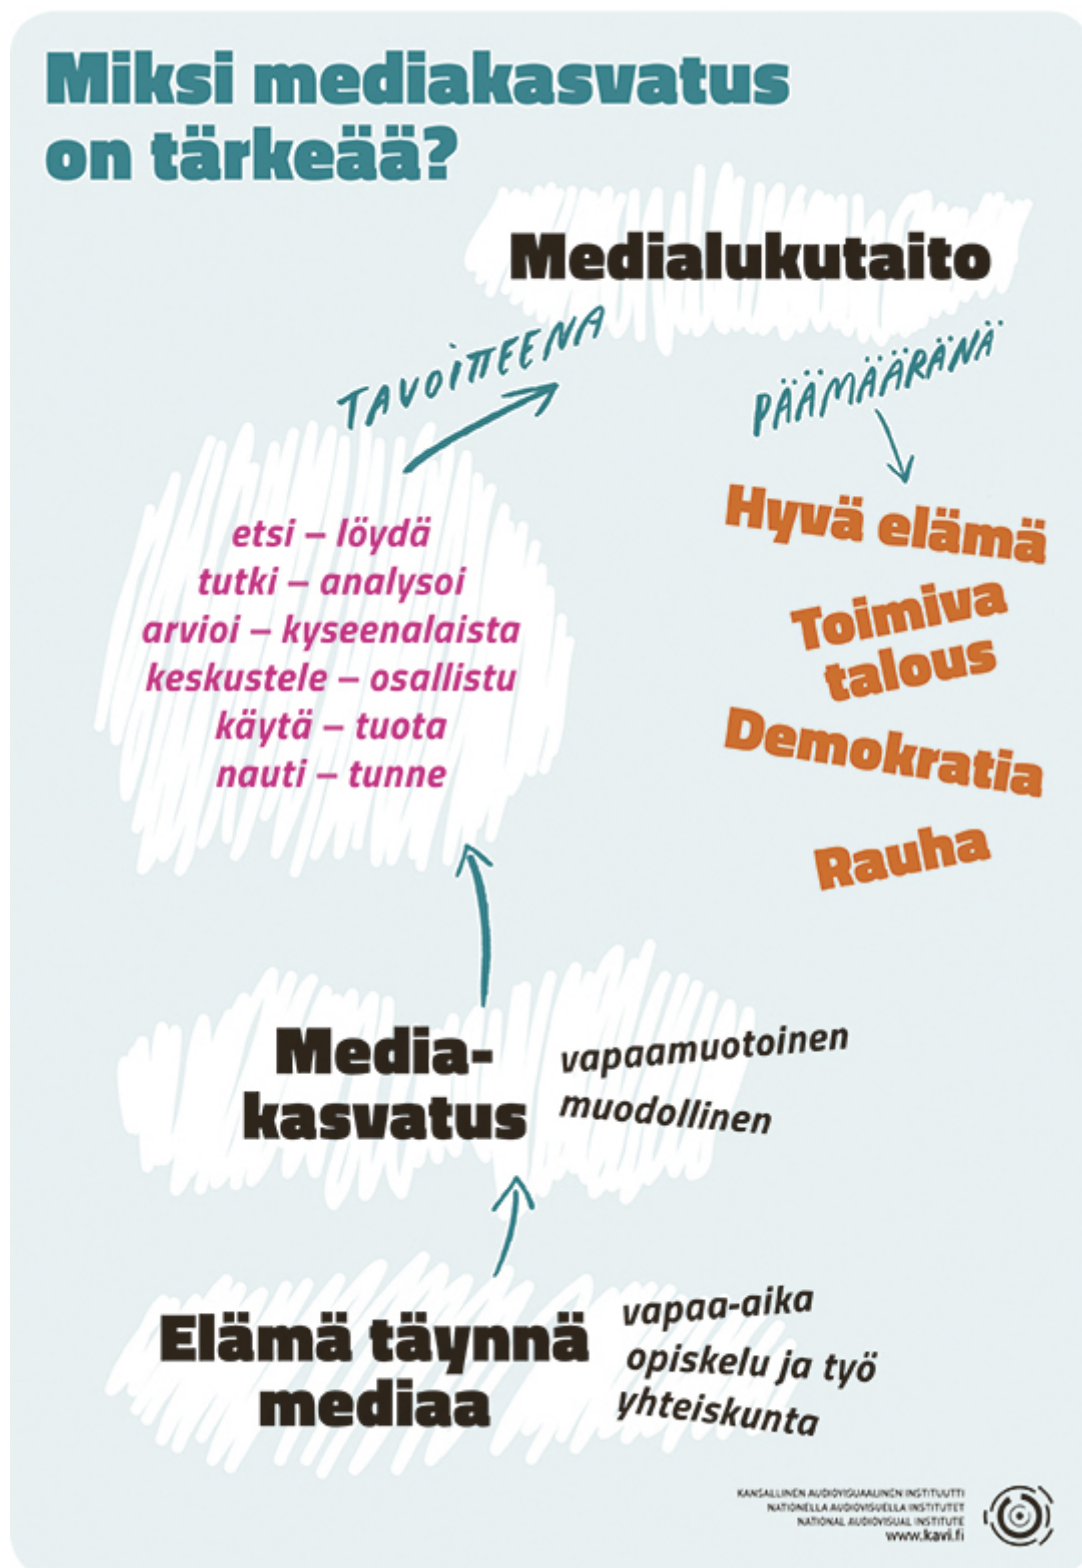 Miksi mediakasvatus
on tärkeää?
Medialukutaito
TAVOITTEENA
PÄÄMÄÄRÄNÄ
etsi – löydä
tutki – analysoi
arvioi – kyseenalaista
keskustele – osallistu
käytä – tuota
nauti – tunne
Hyvä elämä
Toimiva
talous
Demokratia
Rauha
Media-
kasvatus
vapaamuotoinen
muodollinen
Elämä täynnä
mediaa
vapaa-aika
opiskelu ja työ
yhteiskunta
KANSALLINEN AUDIOVISUAALINEN INSTITUUTTI
NATIONELLA AUDIOVISUELLA INSTITUTET
NATIONAL AUDIOVISUAL INSTITUTE
www.kavi.fi